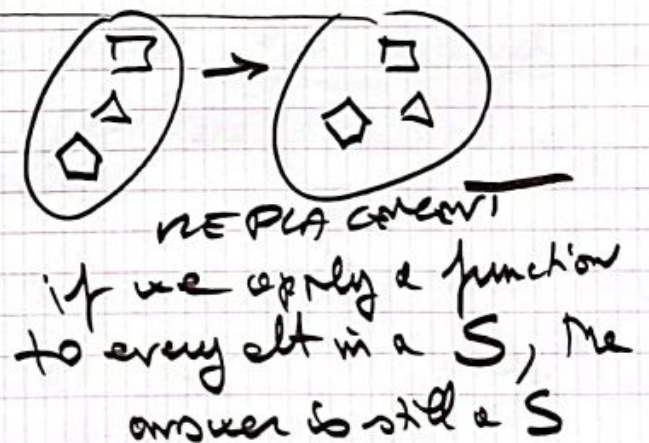 REPLACEMENT
if we apply a function
to every elt in a S, the
answer is still a S